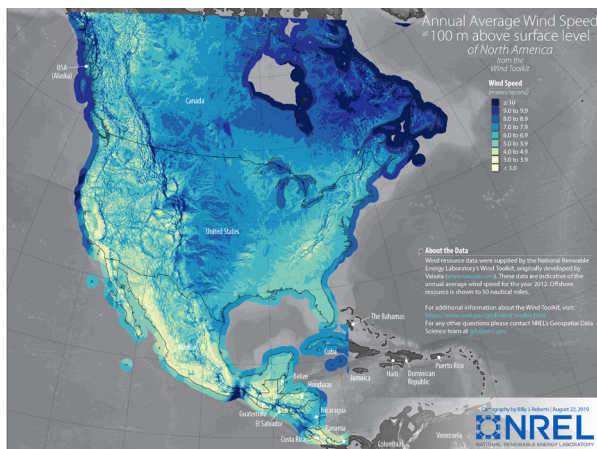 Annual Average Wind Speed
at 100 m above surface level
of North America
from the
Wind Toolkit
Wind Speed
(meters/second)
≥ 10
9.0 to 9.9
8.0 to 8.9
7.0 to 7.9
6.0 to 6.9
5.0 to 5.9
4.0 to 4.9
3.0 to 3.9
< 3.0
USA
(Alaska)
Canada
United States
Mexico
The Bahamas
Cuba
Jamaica
Haiti
Dominican
Republic
Puerto Rico
Belize
Honduras
Guatemala
El Salvador
Nicaragua
Costa Rica
Panama
Colombia
Venezuela
About the Data
Wind resource data were supplied by the National Renwable
Energy Laboratory's Wind Toolkit, originally developed by
Vaisala (www.vaisala.com). These data are indicative of the
annual average wind speed for the year 2012. Offshore
resource is shown to 50 nautical miles.
For additional information about the Wind Toolkit, visit:
For any other questions please contact NREL's Geospatial Data
Science team at
Cartography by Billy J. Roberts | August 22, 2019
NREL
NATIONAL RENEWABLE ENERGY LABORATORY